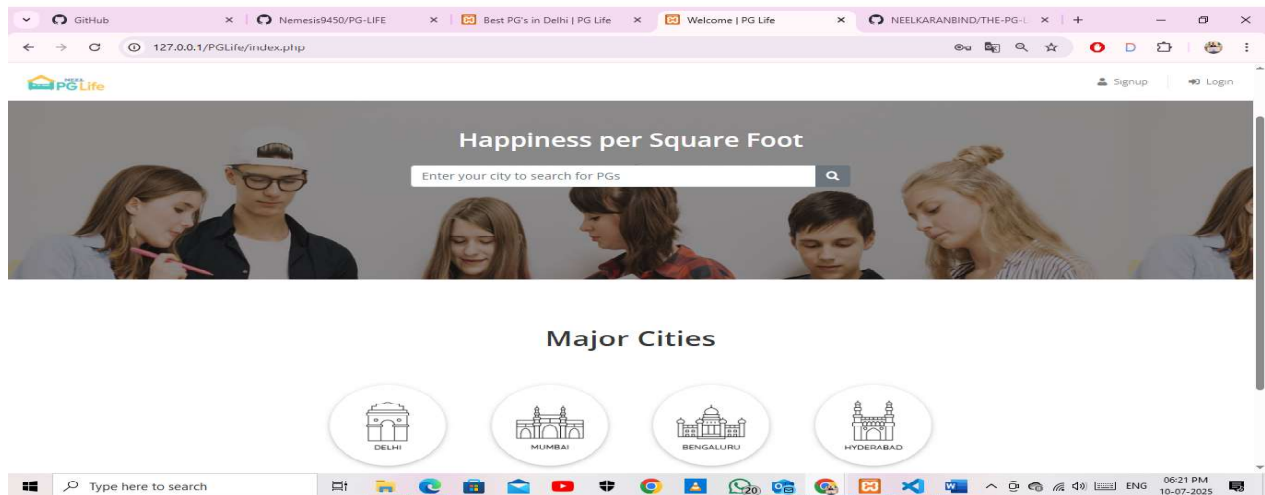 GitHub
Nemesis9450/PG-LIFE
Best PG's in Delhi | PG Life
Welcome | PG Life
NEELKARANBIND/THE-PG-L
127.0.0.1/PGLife/index.php
PG Life
Signup
Login
Happiness per Square Foot
Enter your city to search for PGs
Major Cities
DELHI
MUMBAI
BENGALURU
HYDERABAD
Type here to search
20
ENG
06:21 PM
10-07-2025